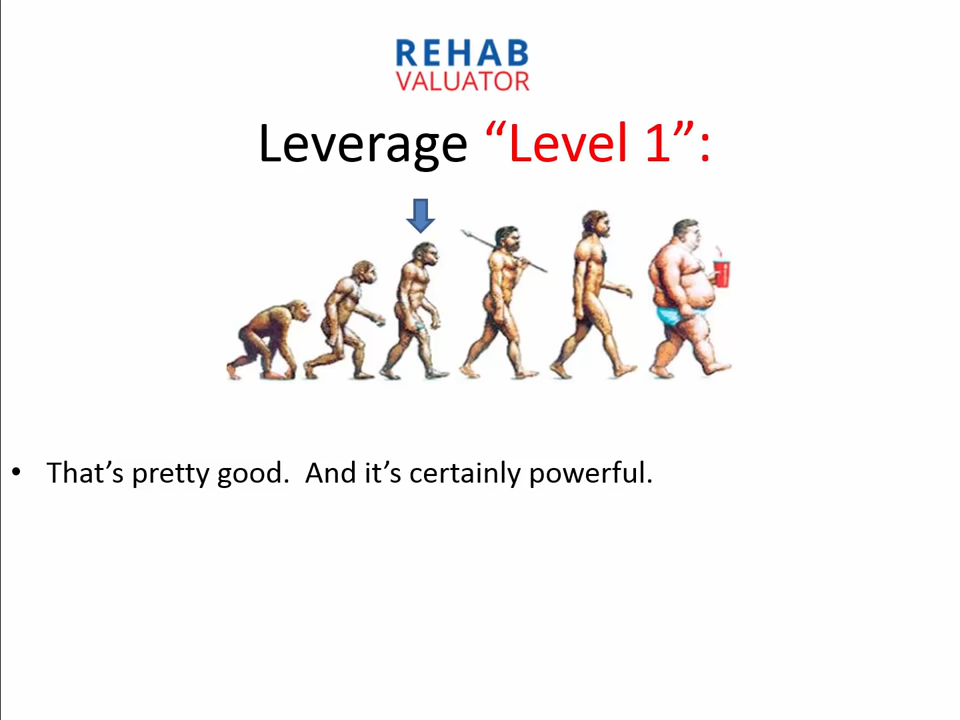 REHAB
VALUATOR
Leverage “Level 1”:
• That’s pretty good.  And it’s certainly powerful.